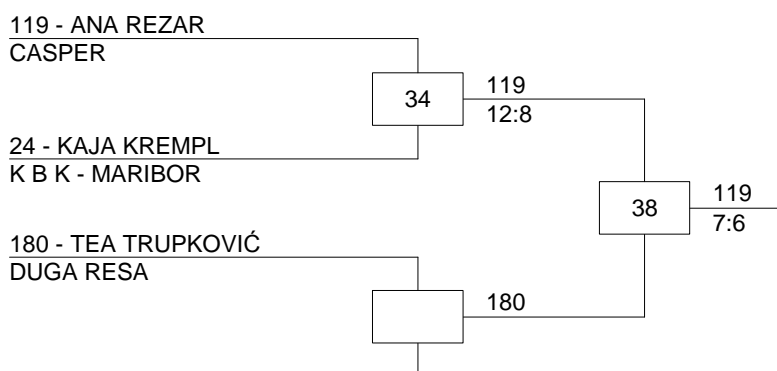 119 - ANA REZAR
CASPER
34
119
12:8
24 - KAJA KREMPL
K B K - MARIBOR
38
119
7:6
180 - TEA TRUPKOVIĆ
DUGA RESA
180